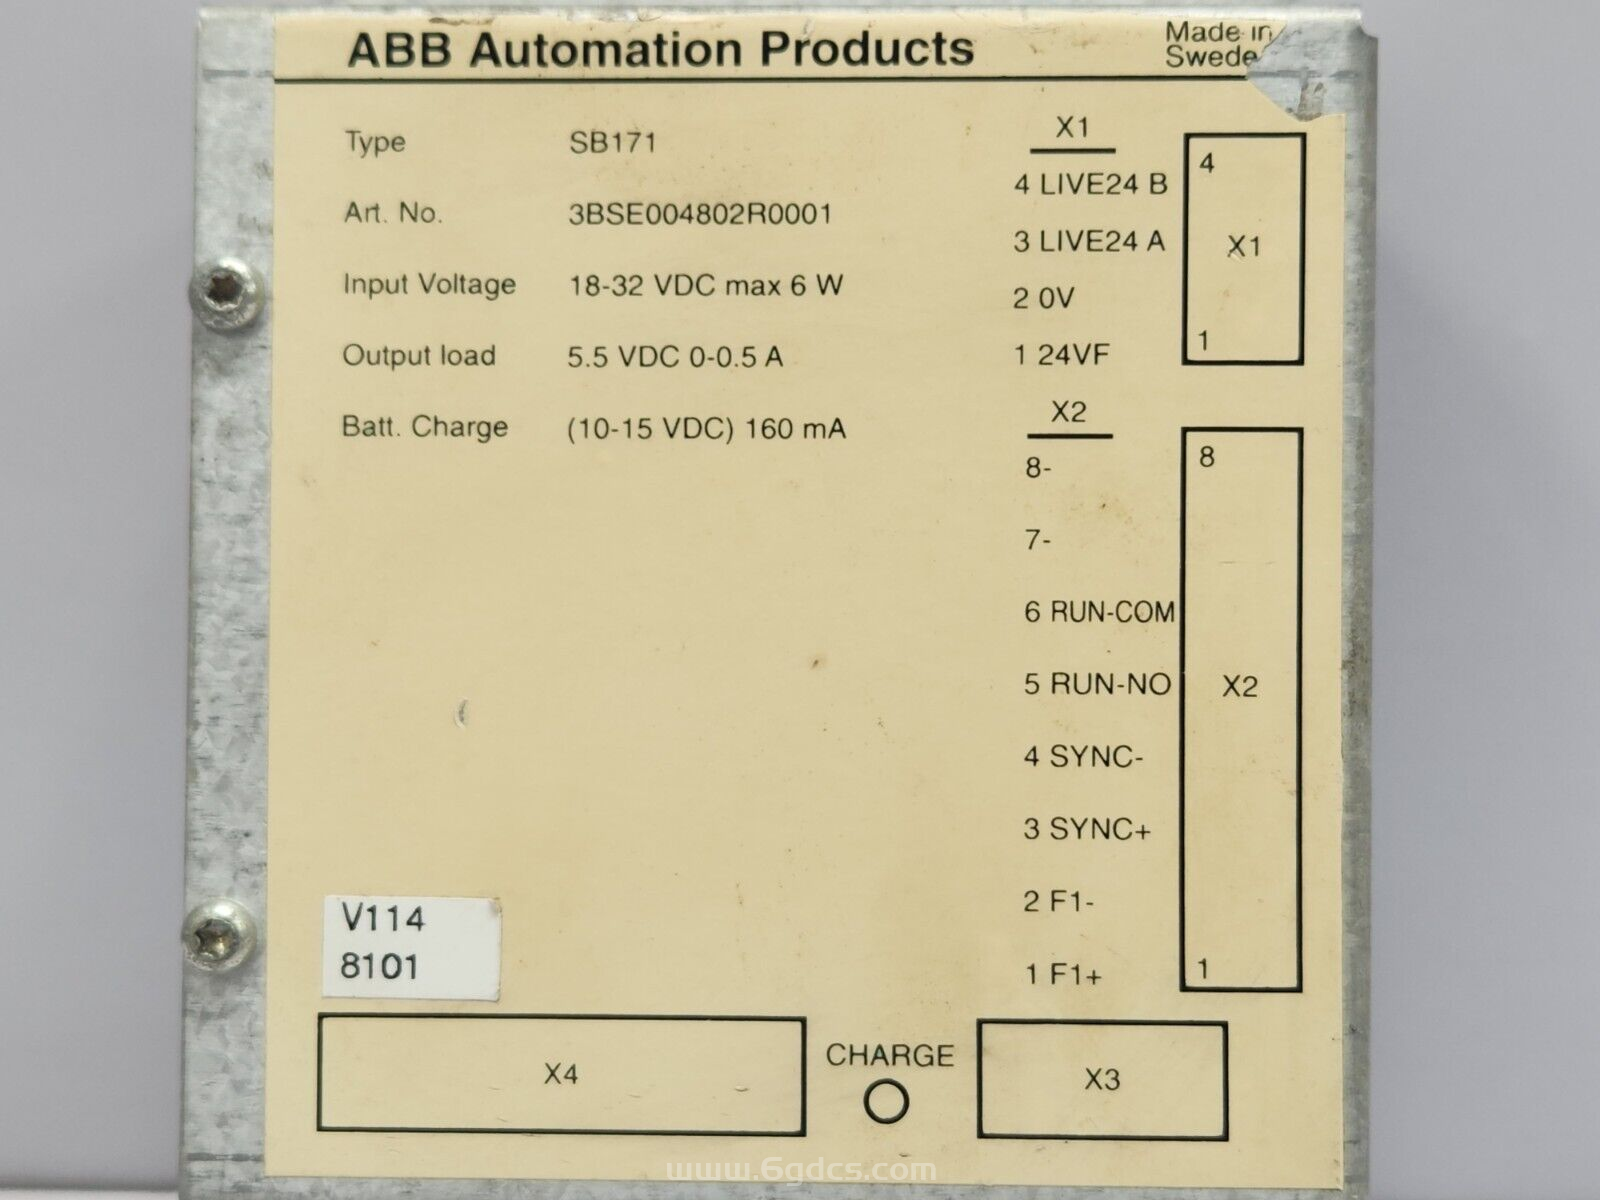 ABB Automation Products
Made in
Swede
Type SB171
Art. No. 3BSE004802R0001
Input Voltage 18-32 VDC max 6 W
Output load 5.5 VDC 0-0.5 A
Batt. Charge (10-15 VDC) 160 mA
X1
4 LIVE24 B
3 LIVE24 A
2 0V
1 24VF
4
X1
1
X2
8-
7-
6 RUN-COM
5 RUN-NO
4 SYNC-
3 SYNC+
2 F1-
1 F1+
8
X2
1
V114
8101
X4
CHARGE
X3
www.6gdcs.com